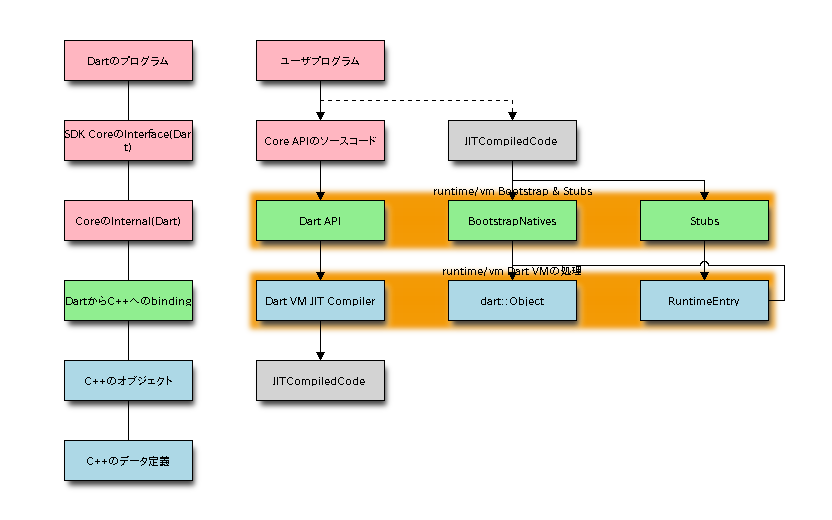 Dartのプログラム
ユーザプログラム
SDK CoreのInterface(Dar
t)
Core APIのソースコード
JITCompiledCode
runtime/vm Bootstrap & Stubs
CoreのInternal(Dart)
Dart API
BootstrapNatives
Stubs
runtime/vm Dart VMの処理
DartからC++へのbinding
Dart VM JIT Compiler
dart::Object
RuntimeEntry
C++のオブジェクト
JITCompiledCode
C++のデータ定義